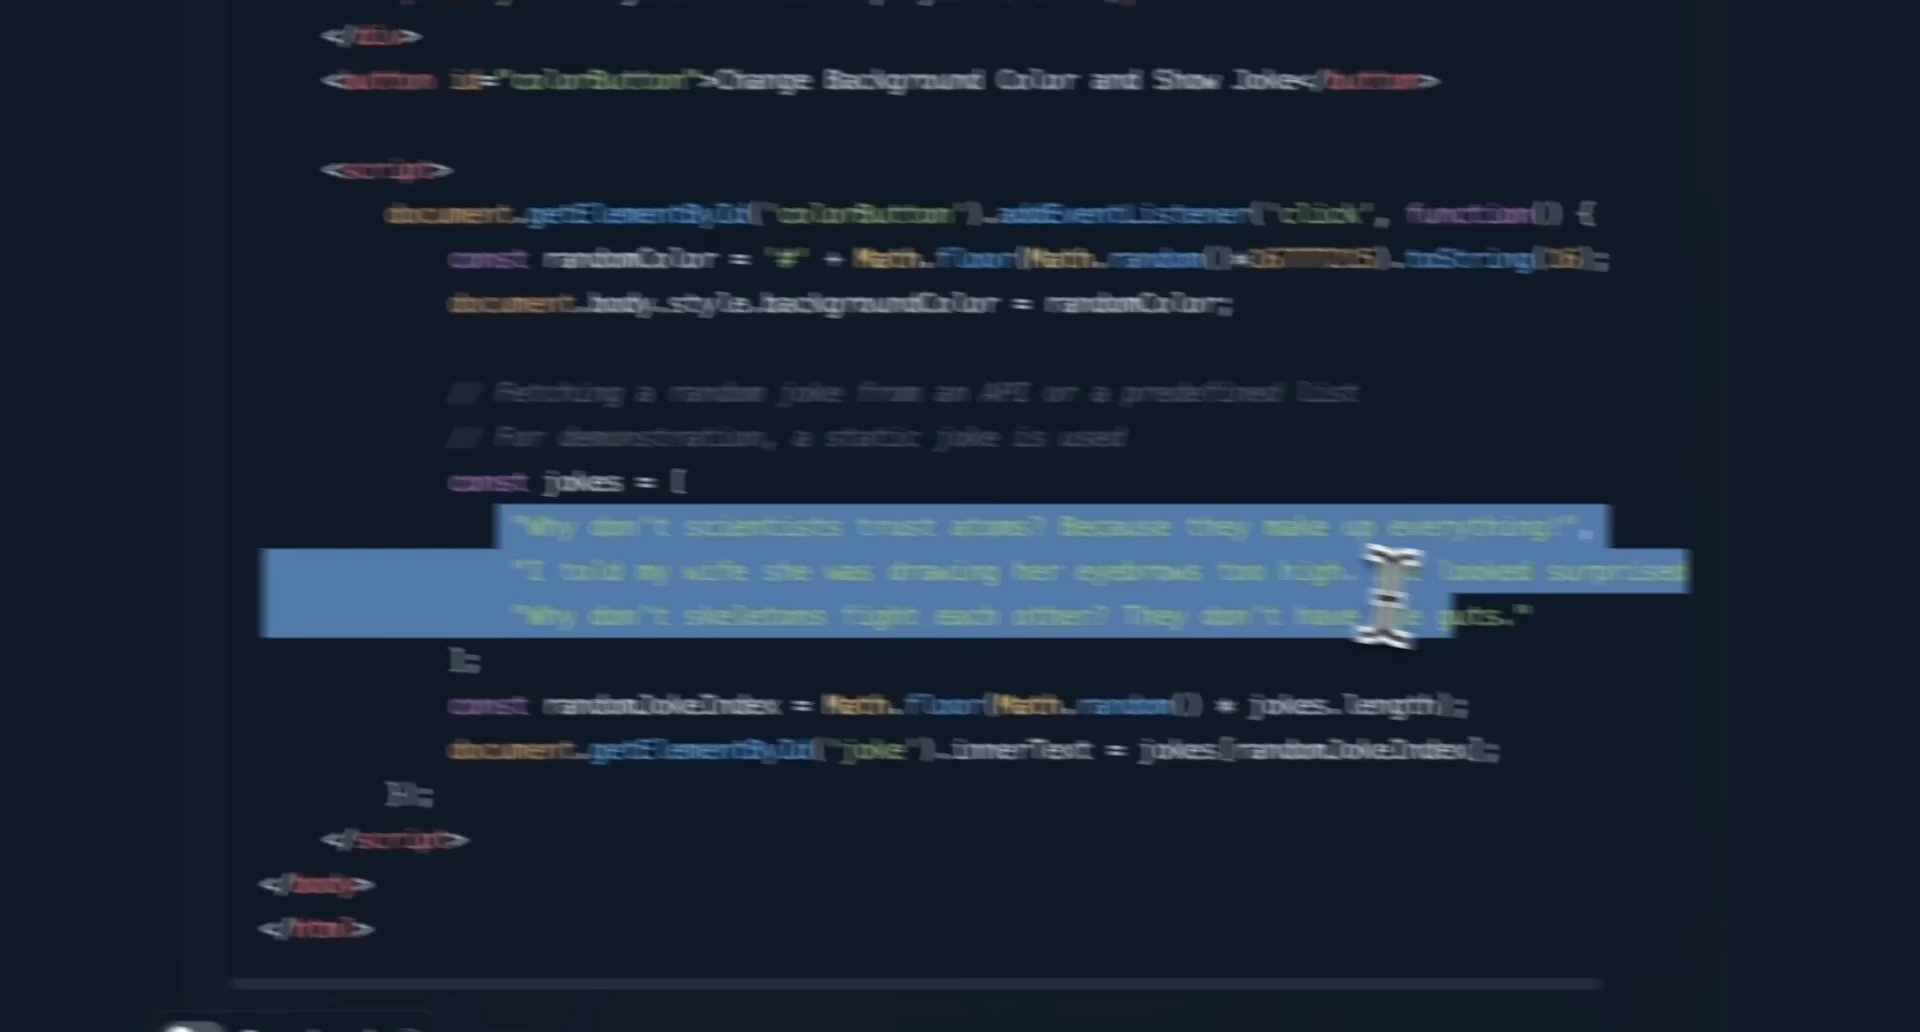 </div>
<button id="colorButton">Change Background Color and Show Joke</button>
<script>
document.getElementById("colorButton").addEventListener("click", function() {
const randomColor = "#" + Math.floor(Math.random()*16777215).toString(16);
document.body.style.backgroundColor = randomColor;
// Fetching a random joke from an API or a predefined list
// For demonstration, a static joke is used
const jokes = [
"Why don't scientists trust atoms? Because they make up everything!",
"I told my wife she was drawing her eyebrows too high. looked surprised
"Why don't skeletons fight each other? They don't have guts."
];
const randomJokeIndex = Math.floor(Math.random() * jokes.length);
document.getElementById("joke").innerText = jokes[randomJokeIndex];
});
</script>
</body>
</html>